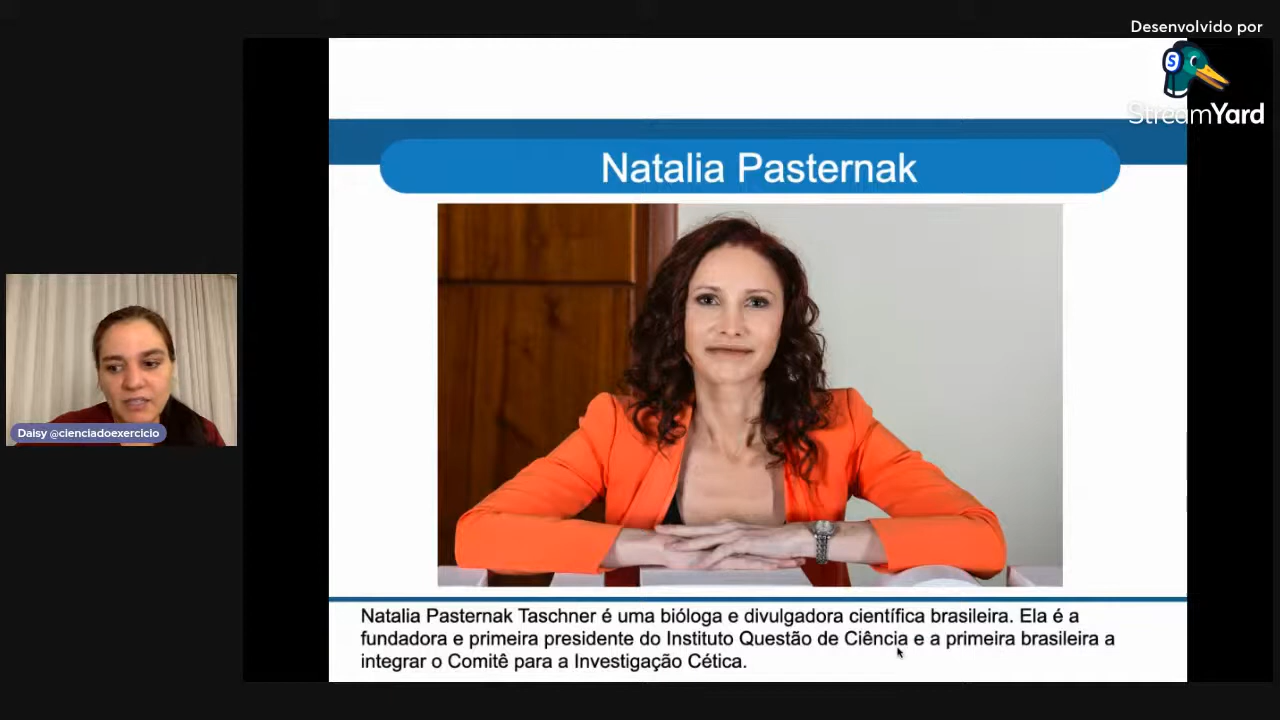 Desenvolvido por
StreamYard
Natalia Pasternak
Daisy @cienciadoexercicio
Natalia Pasternak Taschner é uma bióloga e divulgadora científica brasileira. Ela é a
fundadora e primeira presidente do Instituto Questão de Ciência e a primeira brasileira a
integrar o Comitê para a Investigação Cética.